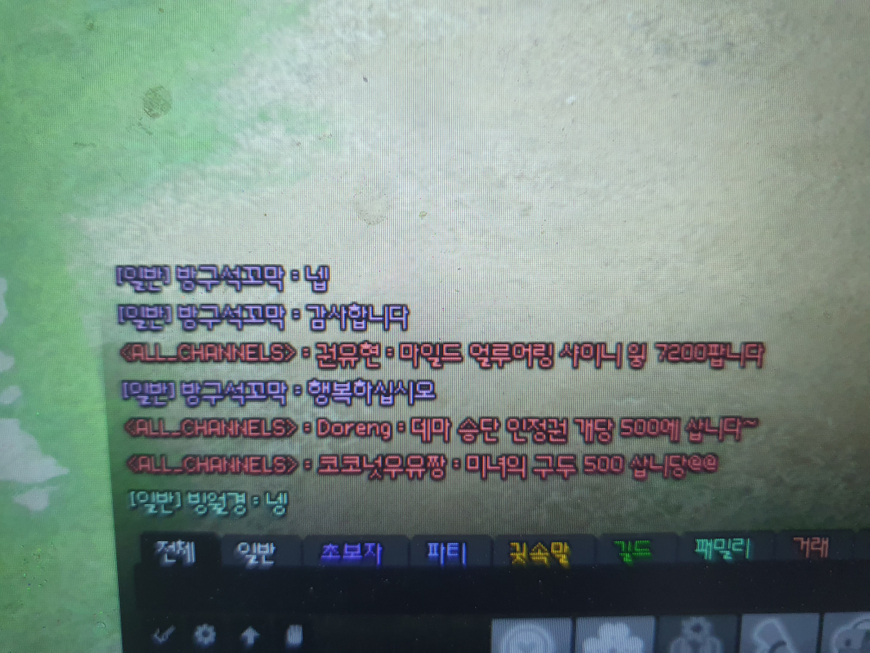 [일반] 방구석꼬막 : 넵
[일반] 방구석꼬막 : 감사합니다
<ALL_CHANNELS> : 권유현 : 마일드 얼루어링 샤이니 윙 7200팝니다
[일반] 방구석꼬막 : 행복하십시오
<ALL_CHANNELS> : Doreng : 데마 승단 인정권 개당 500에 삽니다~
<ALL_CHANNELS> : 코코넛우유짱 : 미녀의 구두 500 삽니당@@
[일반] 빙월경 : 넹
전체 일반 초보자 파티 귓속말 길드 패밀리 거래